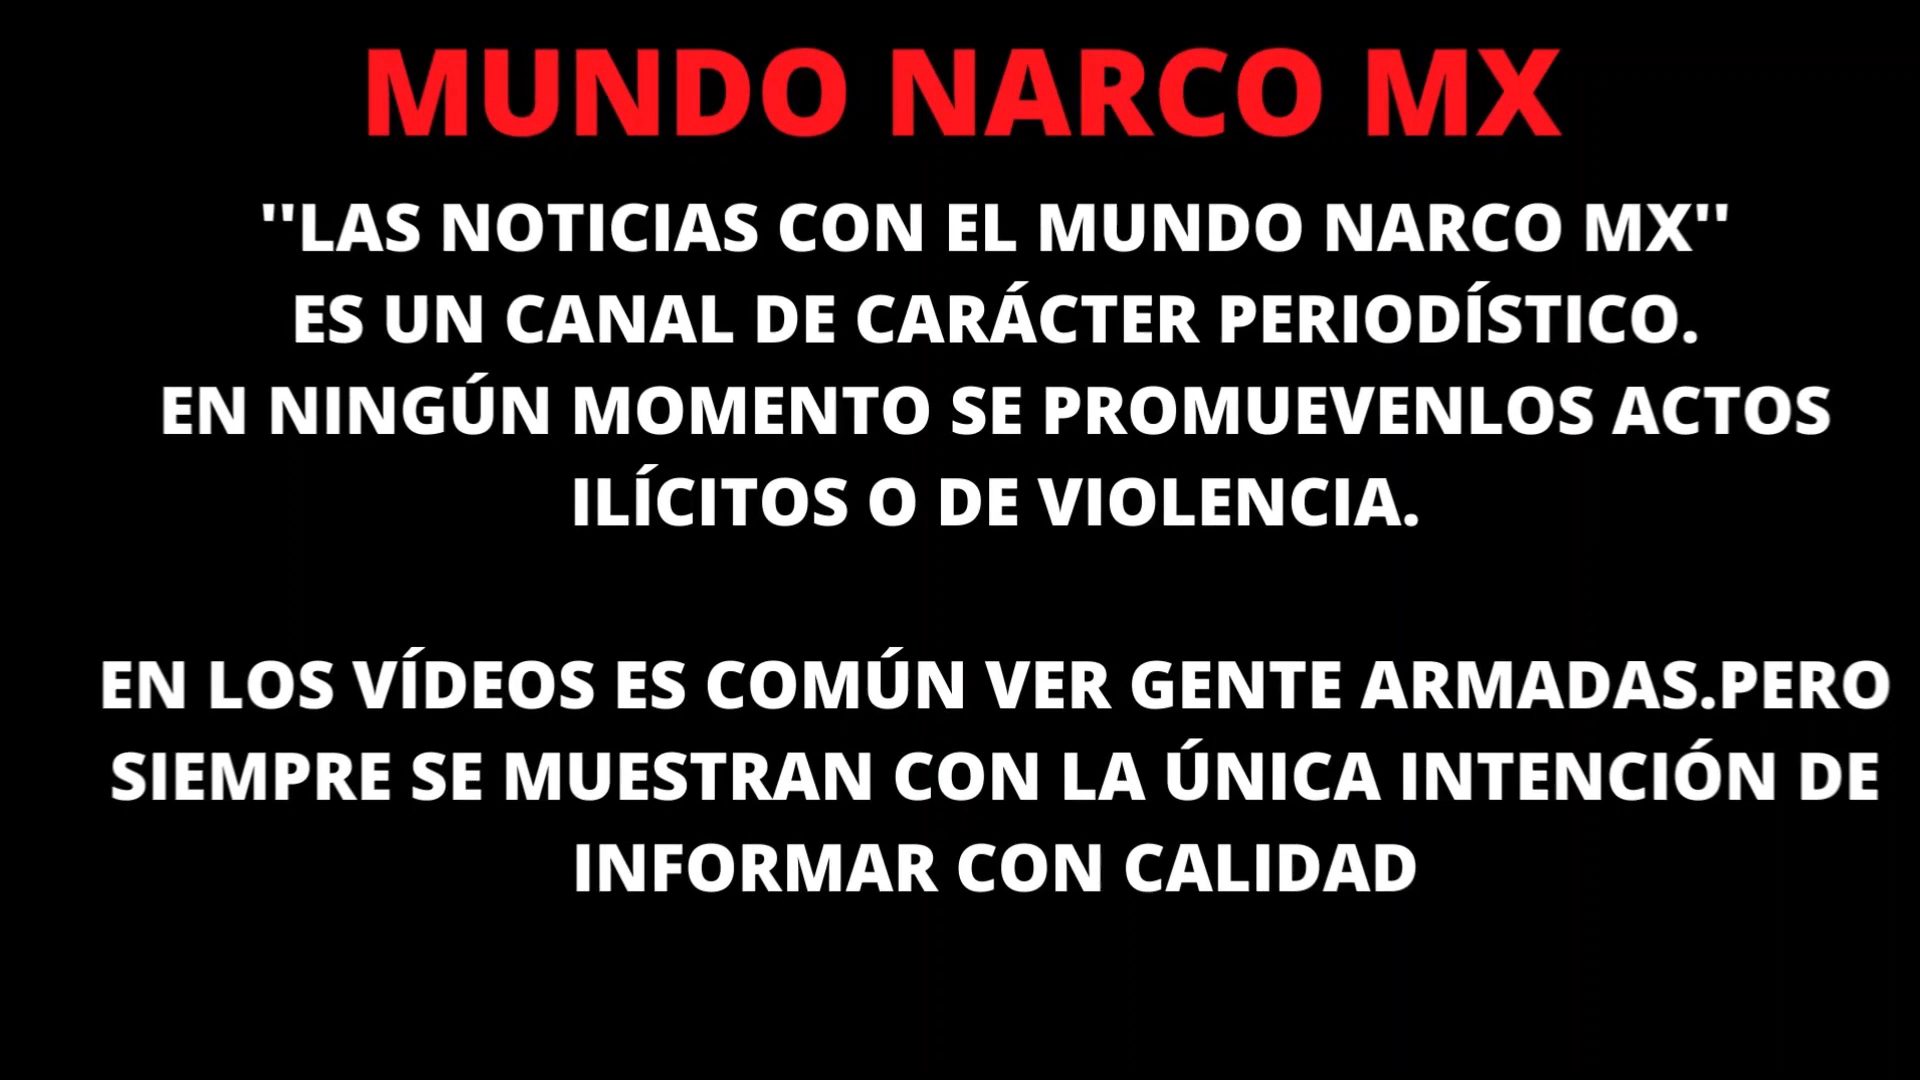 MUNDO NARCO MX
''LAS NOTICIAS CON EL MUNDO NARCO MX''
ES UN CANAL DE CARÁCTER PERIODÍSTICO.
EN NINGÚN MOMENTO SE PROMUEVENLOS ACTOS
ILÍCITOS O DE VIOLENCIA.
EN LOS VÍDEOS ES COMÚN VER GENTE ARMADAS.PERO
SIEMPRE SE MUESTRAN CON LA ÚNICA INTENCIÓN DE
INFORMAR CON CALIDAD